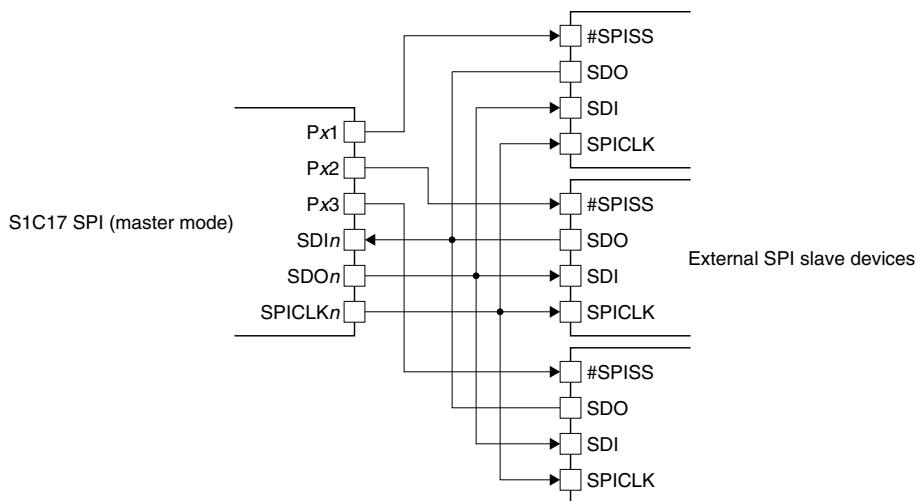 S1C17 SPI (master mode)
Px1
Px2
Px3
SDIn
SDOn
SPICLKn
#SPISS
SDO
SDI
SPICLK
#SPISS
SDO
SDI
SPICLK
#SPISS
SDO
SDI
SPICLK
External SPI slave devices